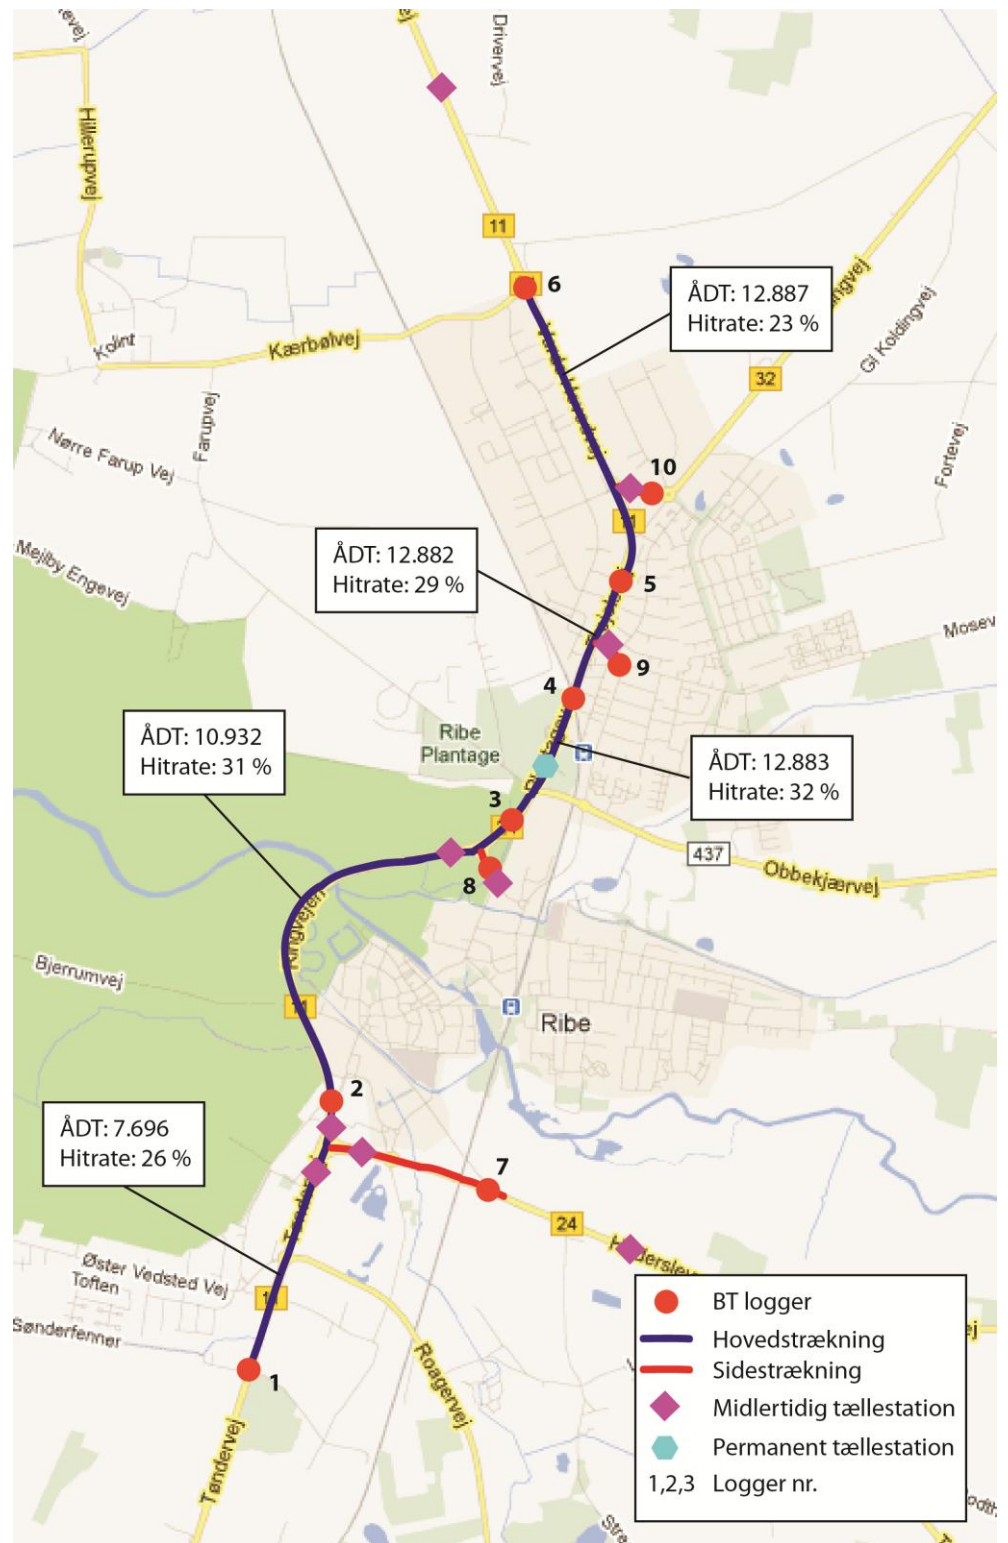 Drivervej
Hillerupvej
11
6
ÅDT: 12.887
Hitrate: 23 %
Kolint
Kærbølvej
Gl Koldingvej
32
Nørre Farup Vej
Farupvej
Fortevej
10
11
Mejlby Engevej
ÅDT: 12.882
Hitrate: 29 %
5
Mosev
9
4
Ribe
Plantage
ÅDT: 10.932
Hitrate: 31 %
ÅDT: 12.883
Hitrate: 32 %
3
437
Obbekjærvej
8
Ringvejen
Bjerrumvej
11
Ribe
2
ÅDT: 7.696
Hitrate: 26 %
7
24
Øster Vedsted Vej
Toften
Sønderfenner
1
Roagervej
Tøndervej
BT logger
Hovedstrækning
Sidestrækning
Midlertidig tællestation
Permanent tællestation
1,2,3 Logger nr.